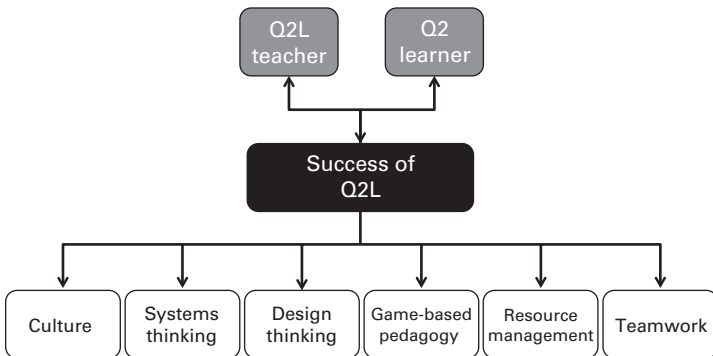 Q2L
teacher
Q2
learner
Success of
Q2L
Culture
Systems
thinking
Design
thinking
Game-based
pedagogy
Resource
management
Teamwork